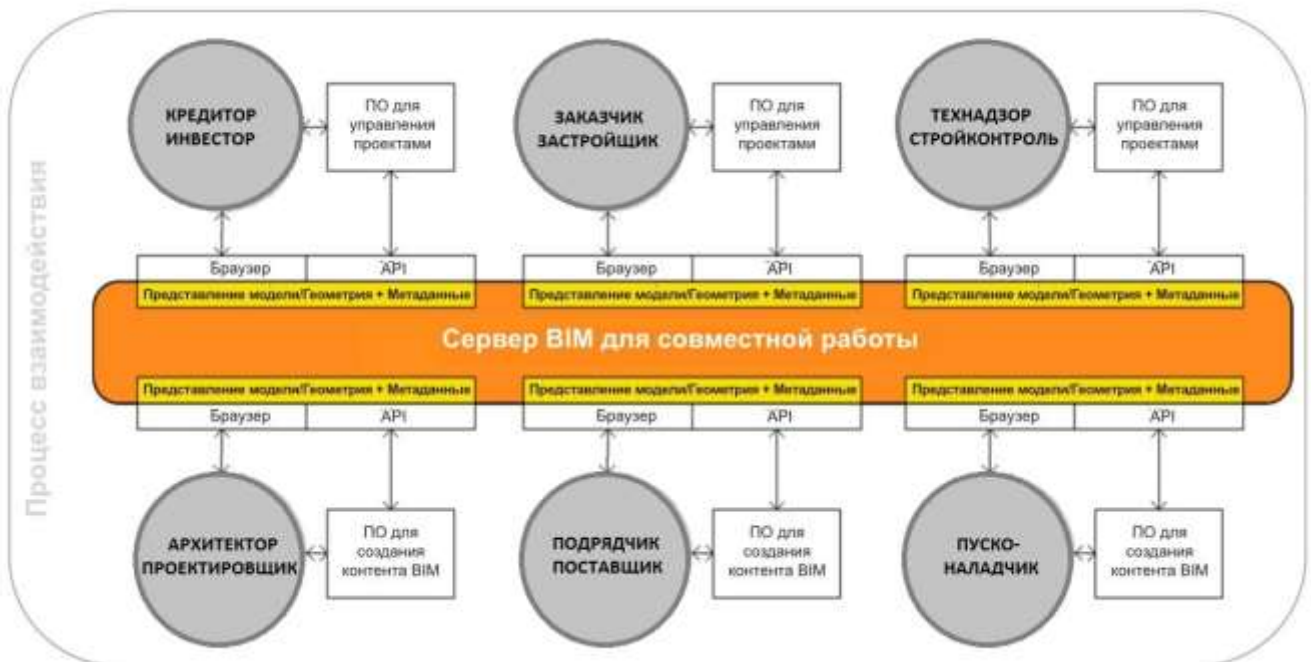 Процесс взаимодействия
КРЕДИТОР
ИНВЕСТОР
ПО для
управления
проектами
ЗАКАЗЧИК
ЗАСТРОЙЩИК
ПО для
управления
проектами
ТЕХНАДЗОР
СТРОЙКОНТРОЛЬ
ПО для
управления
проектами
Браузер API
Представление модели/Геометрия + Метаданные
Браузер API
Представление модели/Геометрия + Метаданные
Браузер API
Представление модели/Геометрия + Метаданные
Сервер BIM для совместной работы
Представление модели/Геометрия + Метаданные
Браузер API
Представление модели/Геометрия + Метаданные
Браузер API
Представление модели/Геометрия + Метаданные
Браузер API
АРХИТЕКТОР
ПРОЕКТИРОВЩИК
ПО для
создания
контента BIM
ПОДРЯДЧИК
ПОСТАВЩИК
ПО для
создания
контента BIM
ПУСКО-
НАЛАДЧИК
ПО для
создания
контента BIM